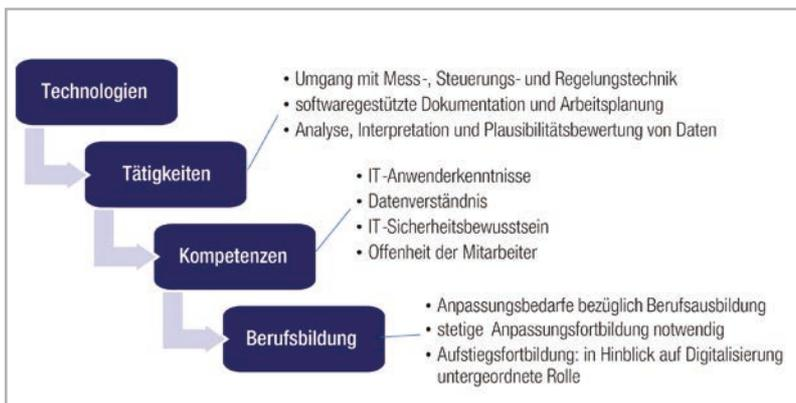 Technologien
• Umgang mit Mess-, Steuerungs- und Regelungstechnik
• softwaregestützte Dokumentation und Arbeitsplanung
• Analyse, Interpretation und Plausibilitätsbewertung von Daten
Tätigkeiten
• IT-Anwenderkenntnisse
• Datenverständnis
• IT-Sicherheitsbewusstsein
• Offenheit der Mitarbeiter
Kompetenzen
• Anpassungsbedarfe bezüglich Berufsausbildung
• stetige Anpassungsfortbildung notwendig
• Aufstiegsfortbildung: in Hinblick auf Digitalisierung
untergeordnete Rolle
Berufsbildung